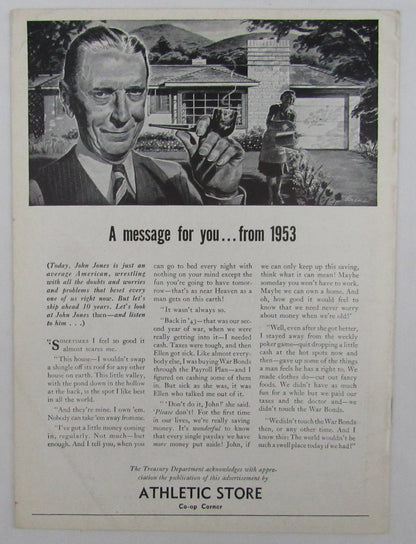 A message for you...from 1953
(Today, John Jones is just an
average American, wrestling
with all the doubts and worries
and problems that beset every
one of us right now. But let's
skip ahead 10 years. Let's look
at John Jones then—and listen
to him . . .)
"SOMETIMES I feel so good it
almost scares me.
"This house—I wouldn't swap
a shingle off its roof for any other
house on earth. This little valley,
with the pond down in the hollow
at the back, is the spot I like best
in all the world.
"And they're mine. I own 'em.
Nobody can take 'em away from me.
"I've got a little money coming
in, regularly. Not much—but
enough. And I tell you, when you
can go to bed every night with
nothing on your mind except the
fun you're going to have tomor-
row—that's as near Heaven as a
man gets on this earth!
"It wasn't always so.
"Back in '43—that was our sec-
ond year of war, when we were
really getting into it—I needed
cash. Taxes were tough, and then
Ellen got sick. Like almost every-
body else, I was buying War Bonds
through the Payroll Plan—and I
figured on cashing some of them
in. But sick as she was, it was
Ellen who talked me out of it.
"'Don't do it, John!' she said.
'Please don't! For the first time
in our lives, we're really saving
money. It's wonderful to know
that every single payday we have
more money put aside! John, if
we can only keep up this saving,
think what it can mean! Maybe
someday you won't have to work.
Maybe we can own a home. And
oh, how good it would feel to
know that we need never worry
about money when we're old!'
"Well, even after she got better,
I stayed away from the weekly
poker game—quit dropping a little
cash at the hot spots now and
then—gave up some of the things
a man feels he has a right to. We
made clothes do—cut out fancy
foods. We didn't have as much
fun for a while but we paid our
taxes and the doctor and—we
didn't touch the War Bonds.
"We didn't touch the War Bonds
then, or any other time. And I
know this: The world wouldn't be
such a swell place today if we had!"
The Treasury Department acknowledges with appre-
ciation the publication of this advertisement by
ATHLETIC STORE
Co-op Corner